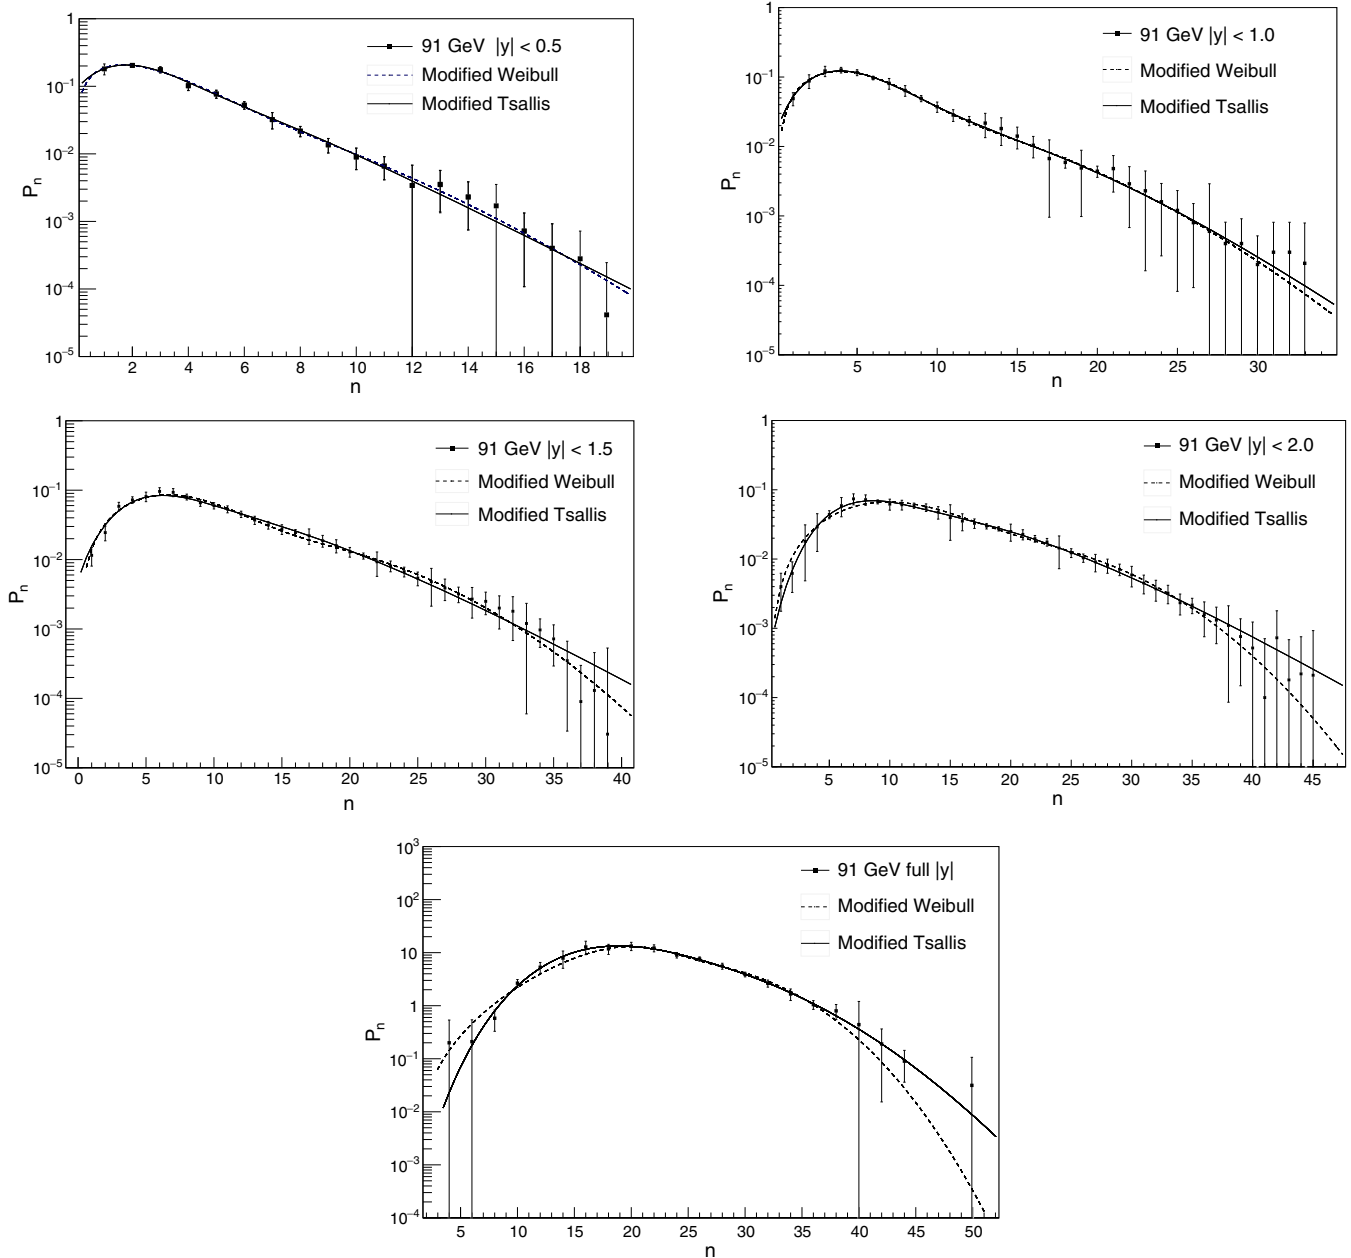 1
91 GeV |y| < 0.5
Modified Weibull
Modified Tsallis
10⁻¹
10⁻²
10⁻³
10⁻⁴
10⁻⁵
Pₙ
2 4 6 8 10 12 14 16 18
n
1
91 GeV |y| < 1.0
Modified Weibull
Modified Tsallis
10⁻¹
10⁻²
10⁻³
10⁻⁴
10⁻⁵
Pₙ
5 10 15 20 25 30
n
1
91 GeV |y| < 1.5
Modified Weibull
Modified Tsallis
10⁻¹
10⁻²
10⁻³
10⁻⁴
10⁻⁵
Pₙ
0 5 10 15 20 25 30 35 40
n
1
91 GeV |y| < 2.0
Modified Weibull
Modified Tsallis
10⁻¹
10⁻²
10⁻³
10⁻⁴
10⁻⁵
Pₙ
5 10 15 20 25 30 35 40 45
n
10³
91 GeV full |y|
Modified Weibull
Modified Tsallis
10²
10
1
10⁻¹
10⁻²
10⁻³
10⁻⁴
Pₙ
5 10 15 20 25 30 35 40 45 50
n